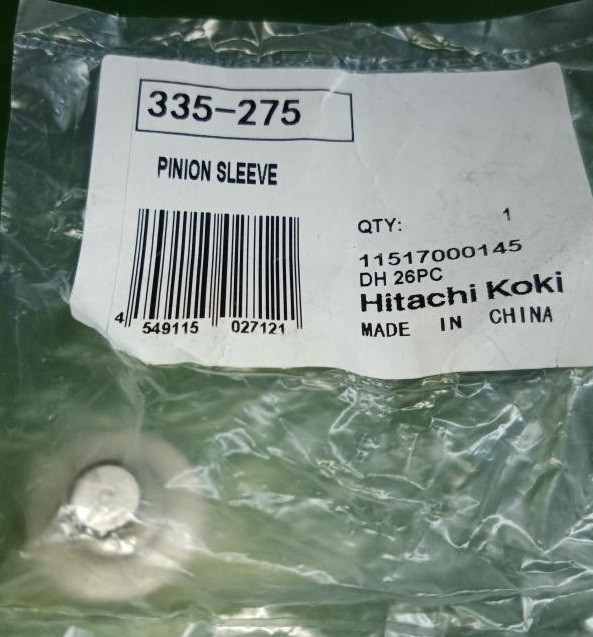 335-275
PINION SLEEVE
4 549115 027121
QTY: 1
11517000145
DH 26PC
Hitachi Koki
MADE IN CHINA